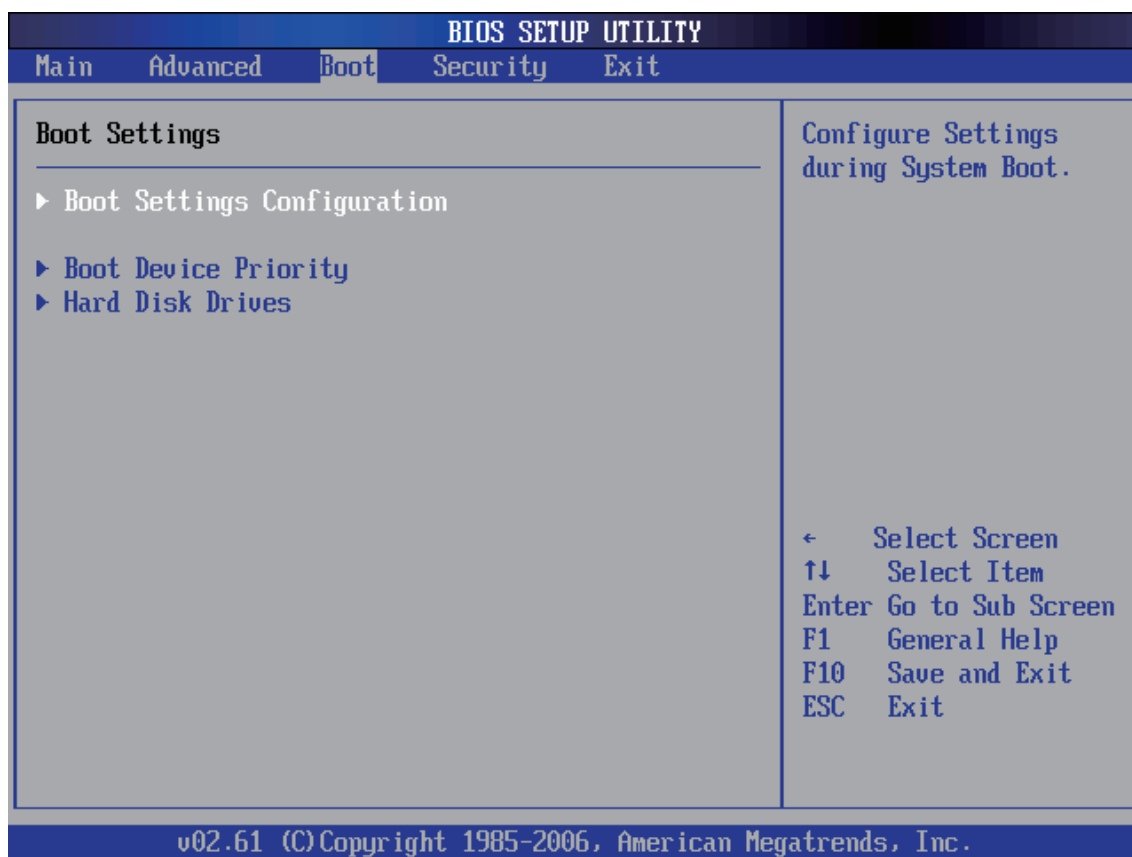 BIOS SETUP UTILITY
Main Advanced Boot Security Exit
Boot Settings
▶ Boot Settings Configuration
▶ Boot Device Priority
▶ Hard Disk Drives
Configure Settings
during System Boot.
← Select Screen
↑↓ Select Item
Enter Go to Sub Screen
F1 General Help
F10 Save and Exit
ESC Exit
v02.61 (C)Copyright 1985-2006, American Megatrends, Inc.